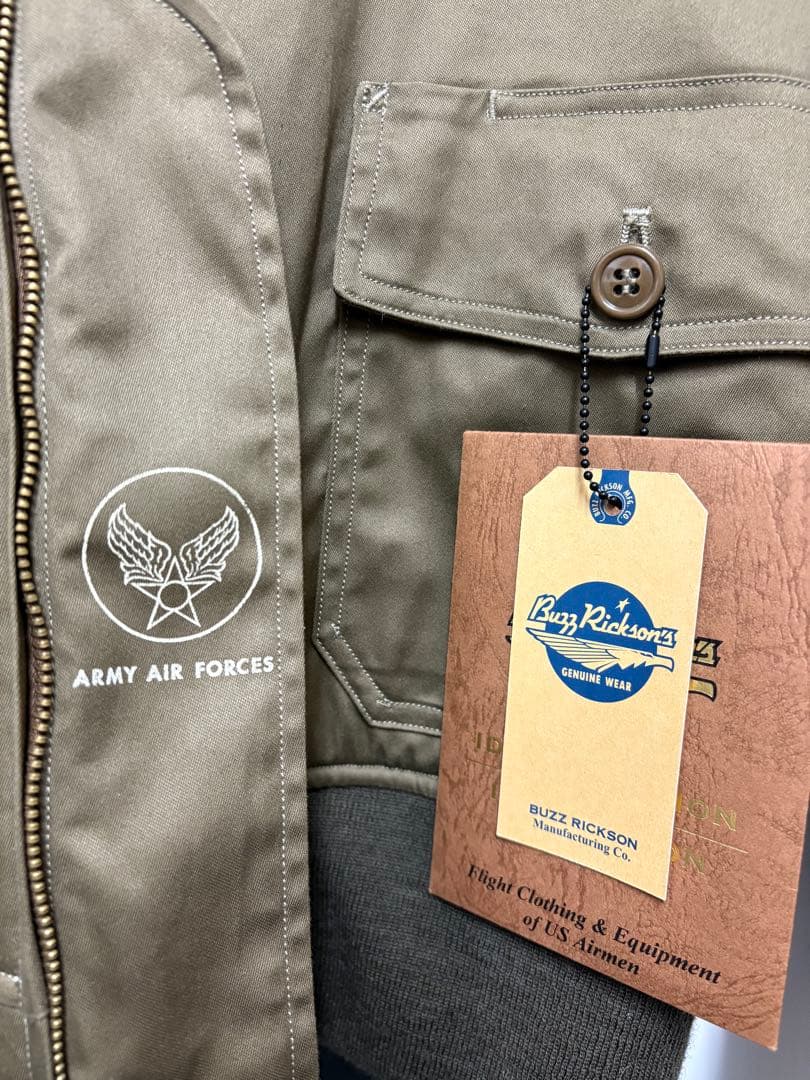 ARMY AIR FORCES
BUZZ RICKSON MFG CO.
Buzz Rickson's
GENUINE WEAR
BUZZ RICKSON
Manufacturing Co.
Flight Clothing & Equipment
of US Airmen